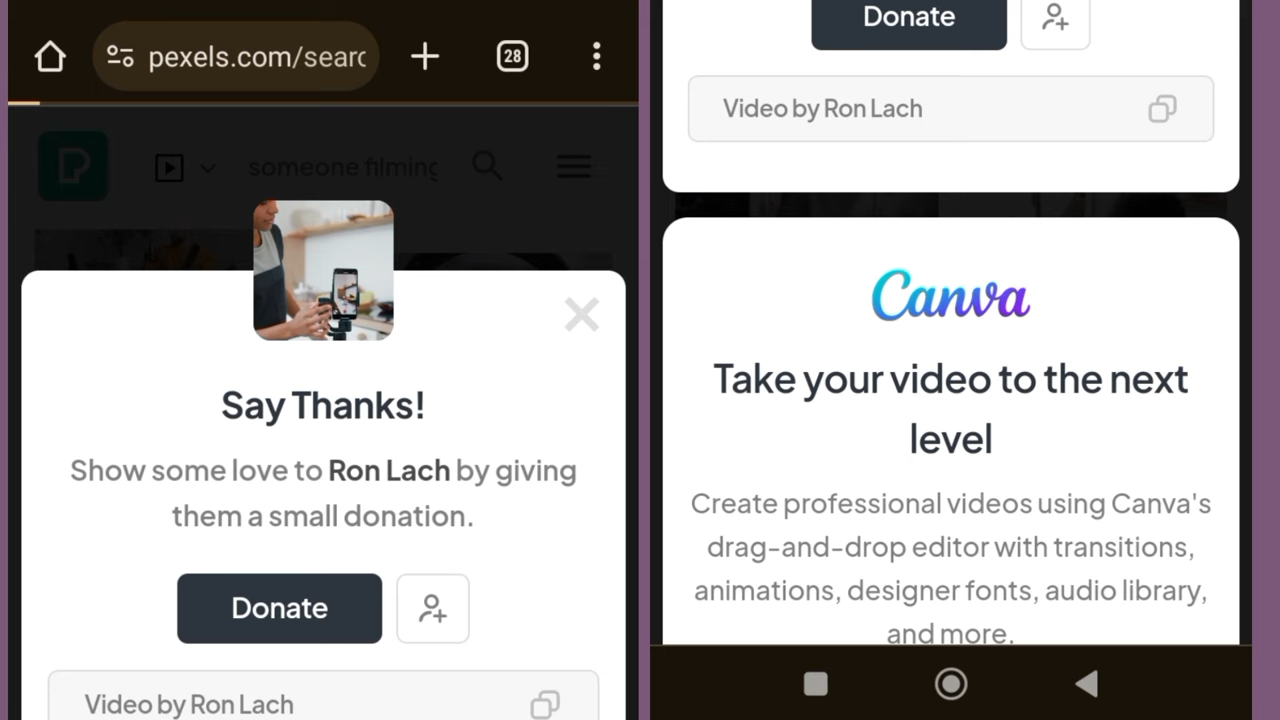 pexels.com/searc
28
someone filming
Say Thanks!
Show some love to Ron Lach by giving
them a small donation.
Donate
Video by Ron Lach
Donate
Video by Ron Lach
Canva
Take your video to the next
level
Create professional videos using Canva's
drag-and-drop editor with transitions,
animations, designer fonts, audio library,
and more.